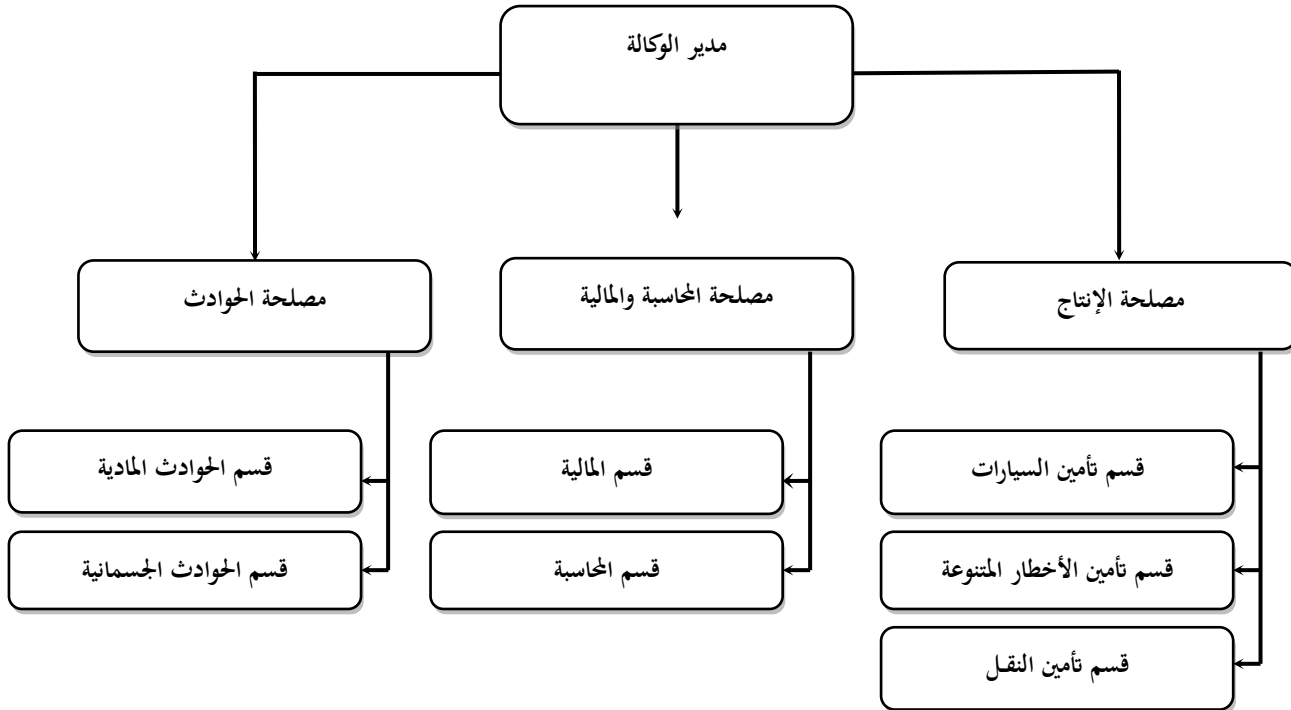 مدير الوكالة
مصلحة الإنتاج
مصلحة المحاسبة والمالية
مصلحة الحوادث
قسم تأمين السيارات
قسم المالية
قسم الحوادث المادية
قسم تأمين الأخطار المتنوعة
قسم المحاسبة
قسم الحوادث الجسمانية
قسم تأمين النقل